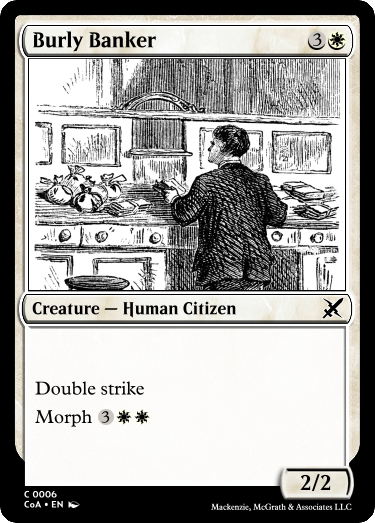 Burly Banker 3
Creature — Human Citizen
Double strike
Morph 3
2/2
C 0006
CoA • EN
Mackenzie, McGrath & Associates LLC